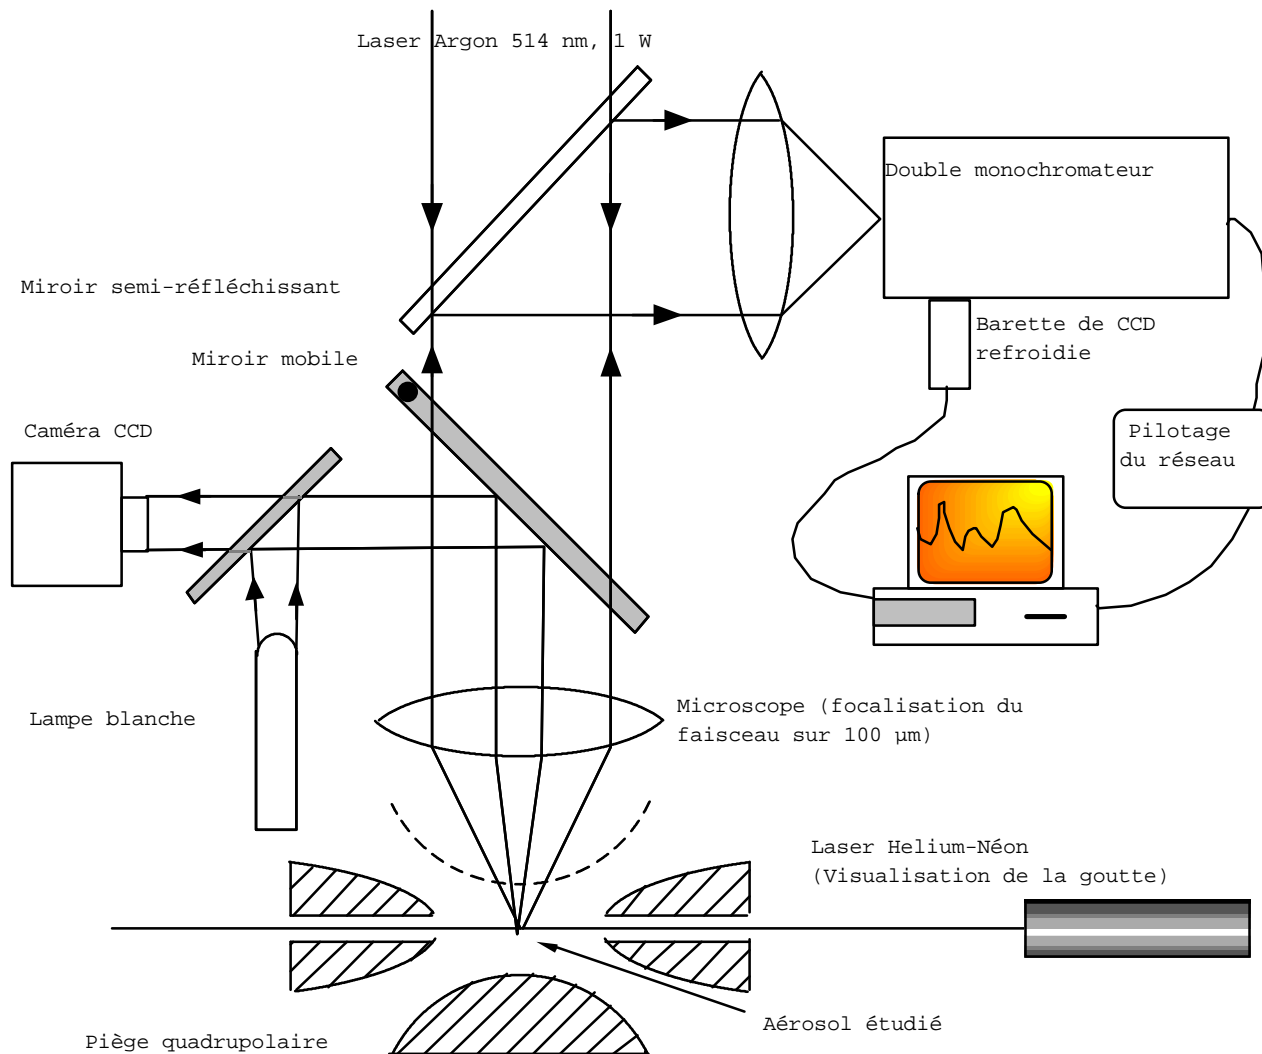 Laser Argon 514 nm, 1 W
Double monochromateur
Miroir semi-réfléchissant
Barette de CCD
refroidie
Miroir mobile
Caméra CCD
Pilotage
du réseau
Lampe blanche
Microscope (focalisation du
faisceau sur 100 µm)
Laser Helium-Néon
(Visualisation de la goutte)
Aérosol étudié
Piège quadrupolaire